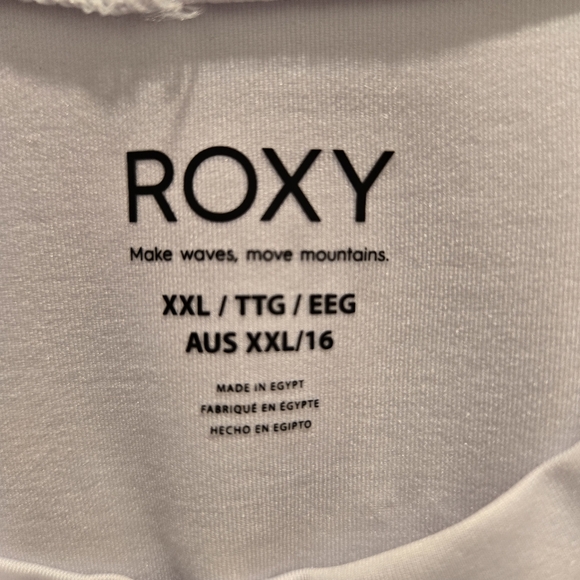 ROXY
Make waves, move mountains.
XXL / TTG / EEG
AUS XXL/16
MADE IN EGYPT
FABRIQUÉ EN ÉGYPTE
HECHO EN EGIPTO